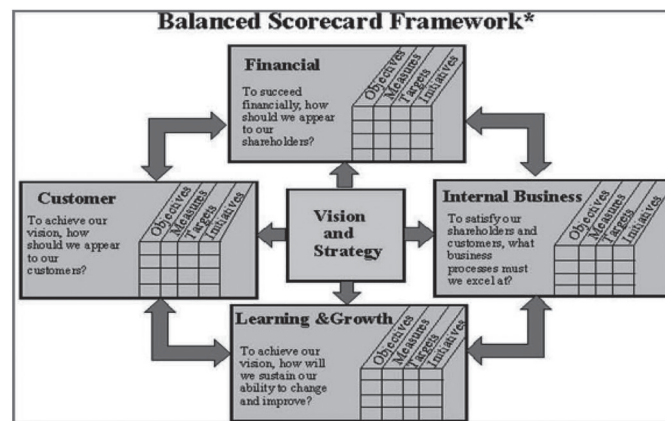 Balanced Scorecard Framework*
Financial
To succeed
financially, how
should we appear to
our
shareholders?
Objectives
Measures
Targets
Initiatives
Customer
To achieve our
vision, how
should we appear
to our
customers?
Objectives
Measures
Targets
Initiatives
Vision
and
Strategy
Internal Business
To satisfy our
shareholders
and customers, what
business
processes must
we excel at?
Objectives
Measures
Targets
Initiatives
Learning &Growth
To achieve our
vision, how will
we sustain our
ability to change
and improve?
Objectives
Measures
Targets
Initiatives